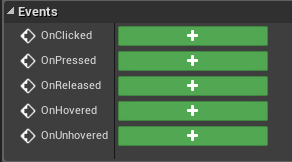 Events
OnClicked
OnPressed
OnReleased
OnHovered
OnUnhovered